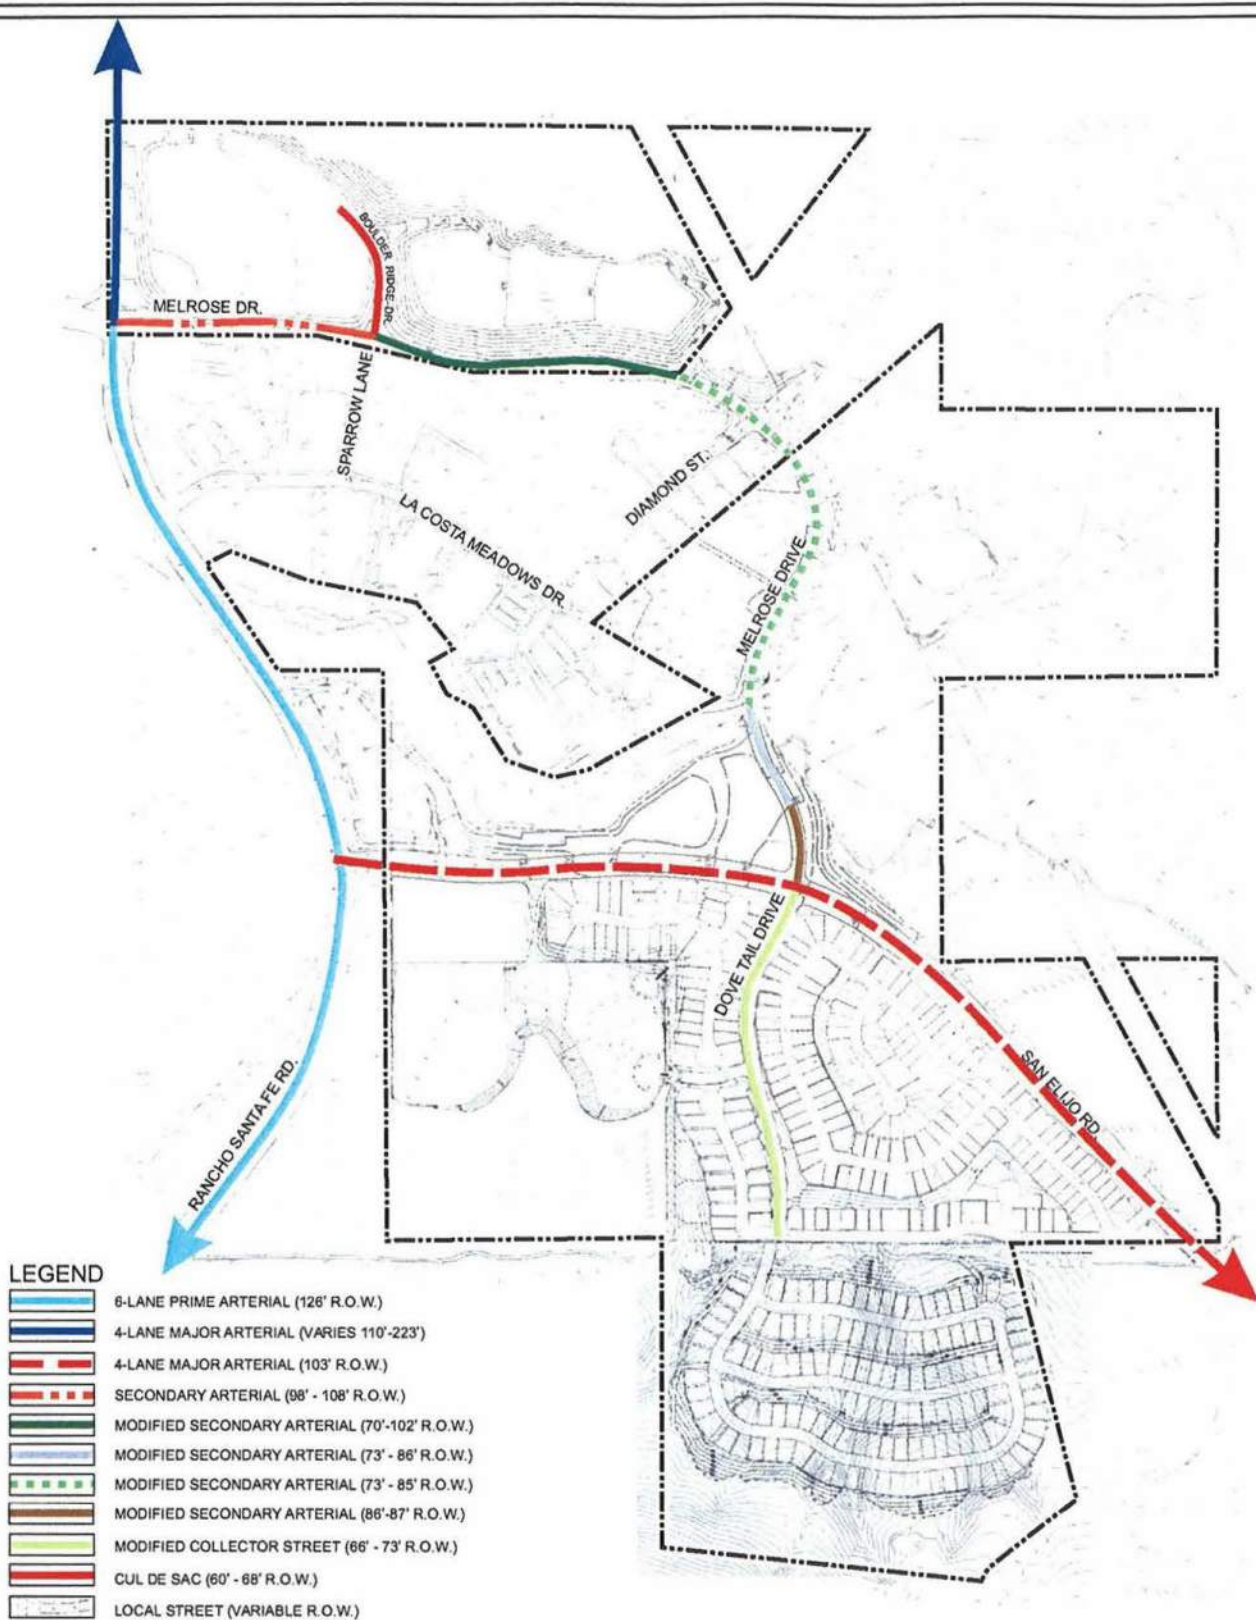 BOULDER RIDGE DR.
MELROSE DR.
SPARROW LANE
DIAMOND ST.
LA COSTA MEADOWS DR.
MELROSE DRIVE
DOVE TAIL DRIVE
SAN ELIJO RD.
RANCHO SANTA FE RD.
LEGEND
6-LANE PRIME ARTERIAL (126' R.O.W.)
4-LANE MAJOR ARTERIAL (VARIES 110'-223')
4-LANE MAJOR ARTERIAL (103' R.O.W.)
SECONDARY ARTERIAL (98' - 108' R.O.W.)
MODIFIED SECONDARY ARTERIAL (70'-102' R.O.W.)
MODIFIED SECONDARY ARTERIAL (73' - 86' R.O.W.)
MODIFIED SECONDARY ARTERIAL (73' - 85' R.O.W.)
MODIFIED SECONDARY ARTERIAL (86'-87' R.O.W.)
MODIFIED COLLECTOR STREET (66' - 73' R.O.W.)
CUL DE SAC (60' - 68' R.O.W.)
LOCAL STREET (VARIABLE R.O.W.)